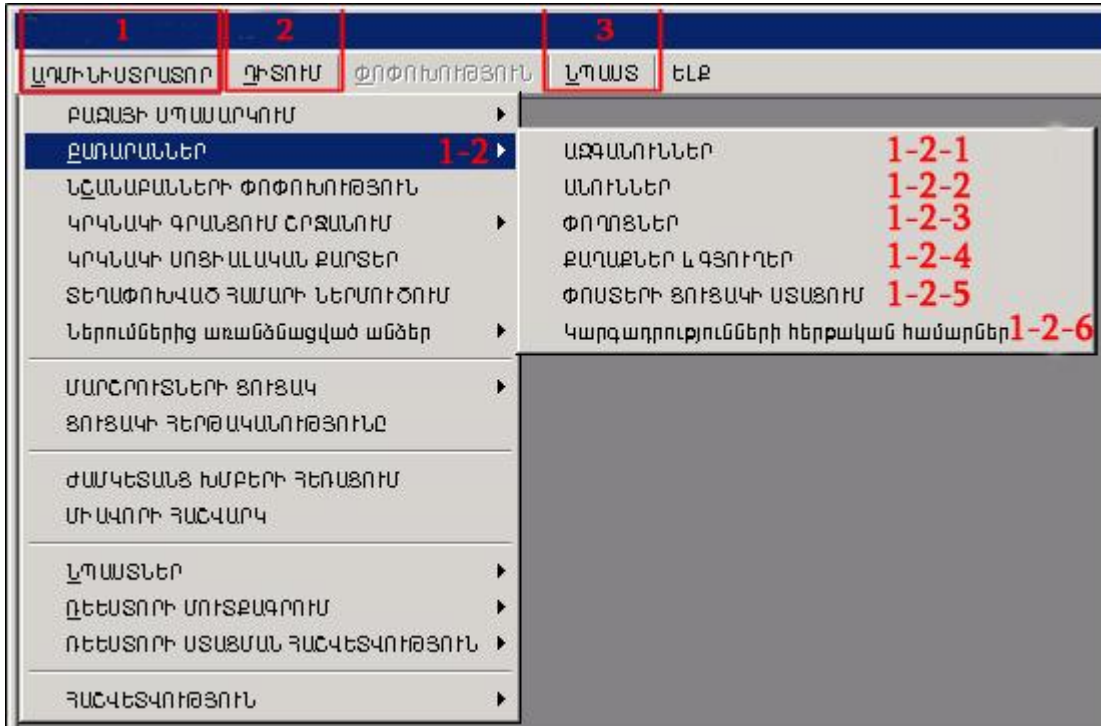 1 2 3
ԱԴՄԻՆԻՍՏՐԱՏՈՐ ԴԻՏՈՒՄ ՓՈՓՈԽՈՒԹՅՈՒՆ ՆՊԱՍՏ ԵԼՔ
ԲԱԶԱՅԻ ՍՊԱՍԱՐԿՈՒՄ
ԲԱՌԱՐԱՆՆԵՐ 1-2
ՆՇԱՆԱԲԱՆՆԵՐԻ ՓՈՓՈԽՈՒԹՅՈՒՆ
ԿՐԿՆԱԿԻ ԳՐԱՆՑՈՒՄ ՇՐՋԱՆՈՒՄ
ԿՐԿՆԱԿԻ ՍՈՑԻԱԼԱԿԱՆ ՔԱՐՏԵՐ
ՏԵՂԱՓՈԽՎԱԾ ՀԱՄԱՐԻ ՆԵՐՄՈՒԾՈՒՄ
Ներումներից առանձնացված անձեր
ՄԱՐՇՐՈՒՏՆԵՐԻ ՑՈՒՑԱԿ
ՑՈՒՑԱԿԻ ՀԵՐԹԱԿԱՆՈՒԹՅՈՒՆԸ
ԺԱՄԿԵՏԱՆՑ ԽՄԲԵՐԻ ՀԵՌԱՑՈՒՄ
ՄԻԱՎՈՐԻ ՀԱՇՎԱՐԿ
ՆՊԱՍՏՆԵՐ
ՌԵԵՍՏՐԻ ՄՈՒՏՔԱԳՐՈՒՄ
ՌԵԵՍՏՈՐԻ ՍՏԱՑՄԱՆ ՀԱՇՎԵՏՎՈՒԹՅՈՒՆ
ՀԱՇՎԵՏՎՈՒԹՅՈՒՆ
ԱԶԳԱՆՈՒՆՆԵՐ 1-2-1
ԱՆՈՒՆՆԵՐ 1-2-2
ՓՈՂՈՑՆԵՐ 1-2-3
ՔԱՂԱՔՆԵՐ և ԳՅՈՒՂԵՐ 1-2-4
ՓՈՍՏԵՐԻ ՑՈՒՑԱԿԻ ՍՏԱՑՈՒՄ 1-2-5
Կարգադրությունների հերքական համարներ 1-2-6